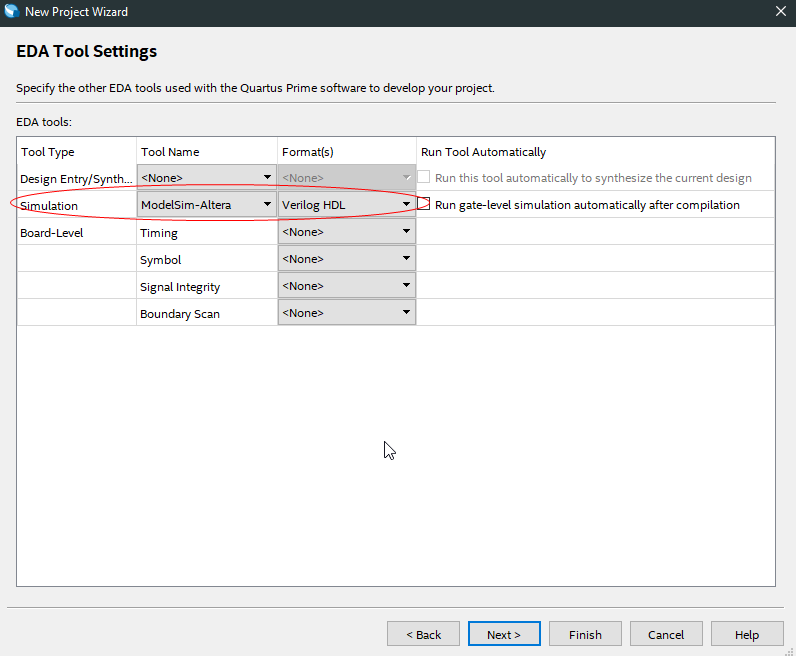 New Project Wizard
EDA Tool Settings
Specify the other EDA tools used with the Quartus Prime software to develop your project.
EDA tools:
Tool Type Tool Name Format(s) Run Tool Automatically
Design Entry/Synth... <None> <None> Run this tool automatically to synthesize the current design
Simulation ModelSim-Altera Verilog HDL Run gate-level simulation automatically after compilation
Board-Level Timing <None>
Symbol <None>
Signal Integrity <None>
Boundary Scan <None>
< Back Next > Finish Cancel Help